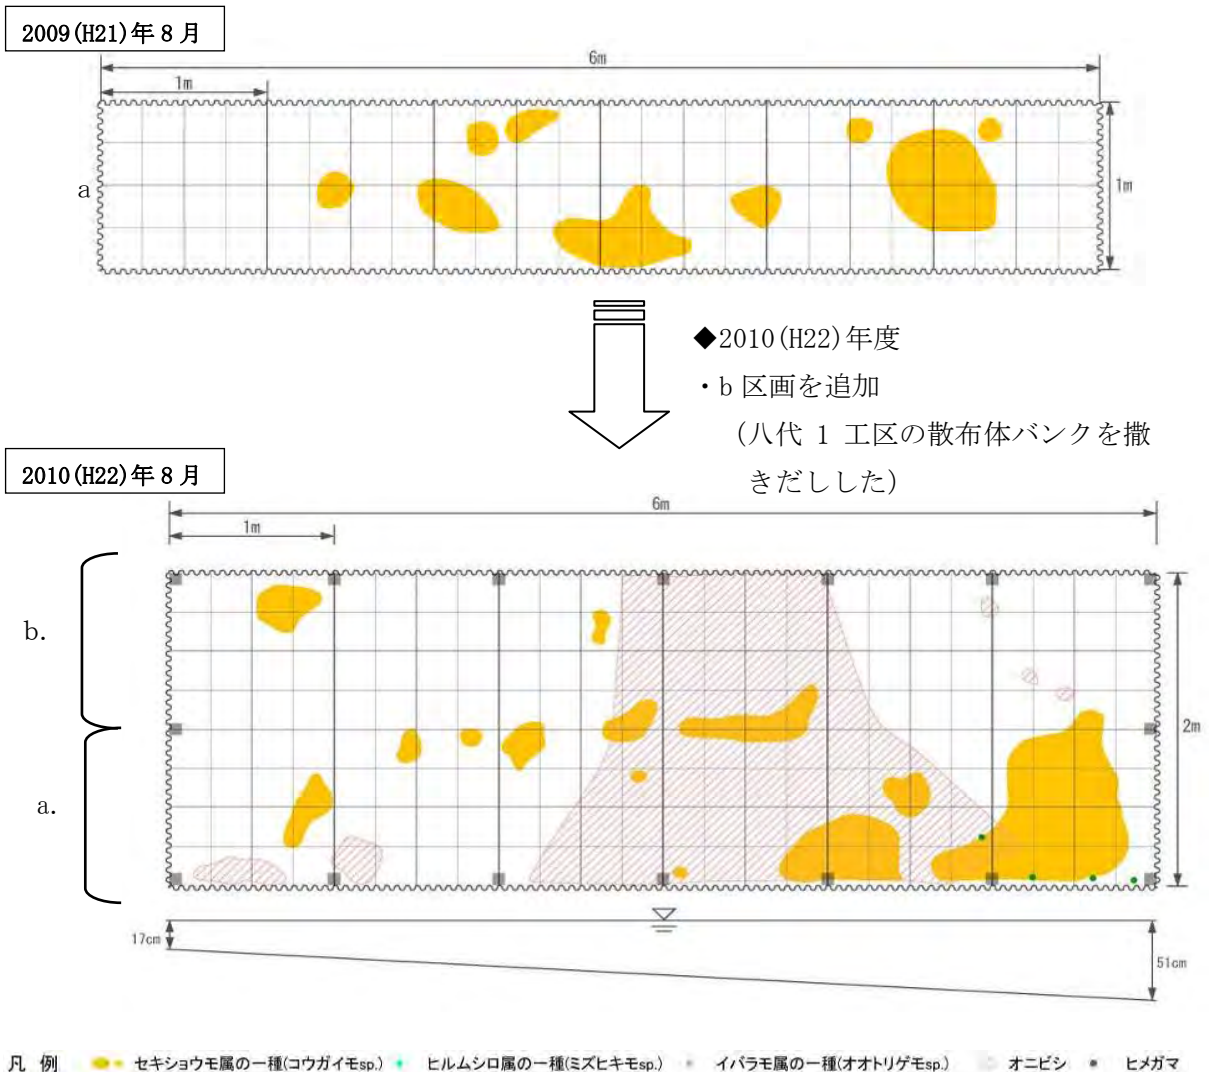 2009(H21)年8月
6m
1m
a
1m
◆2010(H22)年度
・b 区画を追加
(八代 1 工区の散布体バンクを撒
きだしした)
2010(H22)年8月
6m
1m
b.
2m
a.
17cm
51cm
凡 例 セキショウモ属の一種(コウガイモsp.) ヒルムシロ属の一種(ミズヒキモsp.) イバラモ属の一種(オオトリゲモsp.) オニビシ ヒメガマ